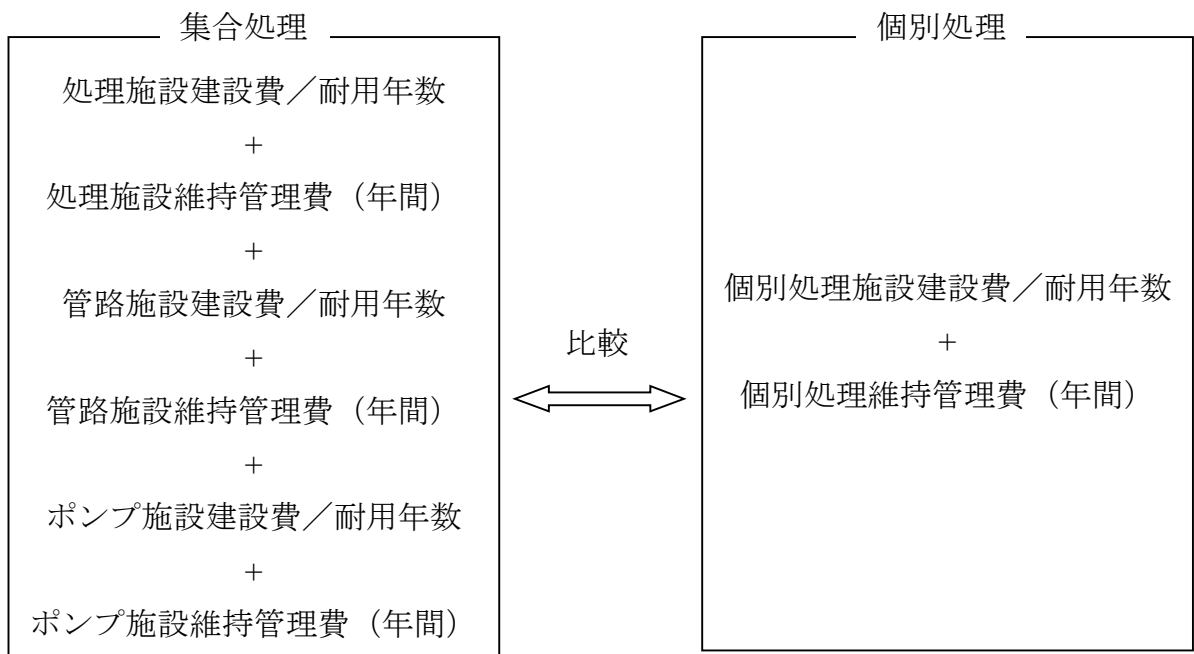 集合処理
処理施設建設費／耐用年数
＋
処理施設維持管理費（年間）
＋
管路施設建設費／耐用年数
＋
管路施設維持管理費（年間）
＋
ポンプ施設建設費／耐用年数
＋
ポンプ施設維持管理費（年間）
比較
個別処理
個別処理施設建設費／耐用年数
＋
個別処理維持管理費（年間）